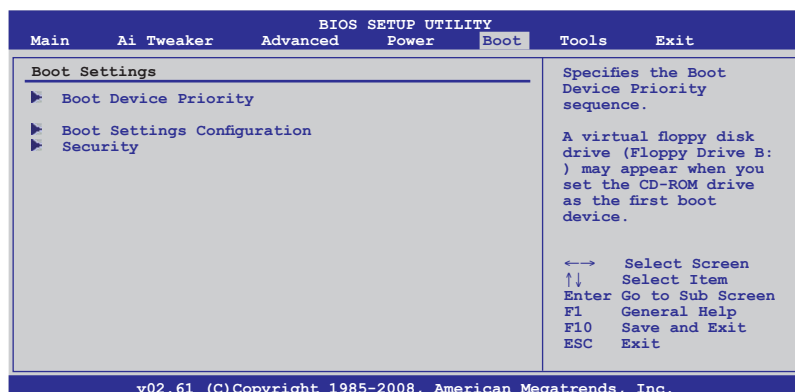 BIOS SETUP UTILITY
Main Ai Tweaker Advanced Power Boot Tools Exit
Boot Settings
Boot Device Priority
Boot Settings Configuration
Security
Specifies the Boot
Device Priority
sequence.
A virtual floppy disk
drive (Floppy Drive B:
) may appear when you
set the CD-ROM drive
as the first boot
device.
←→ Select Screen
↑↓ Select Item
Enter Go to Sub Screen
F1 General Help
F10 Save and Exit
ESC Exit
v02.61 (C)Copyright 1985-2008, American Megatrends, Inc.